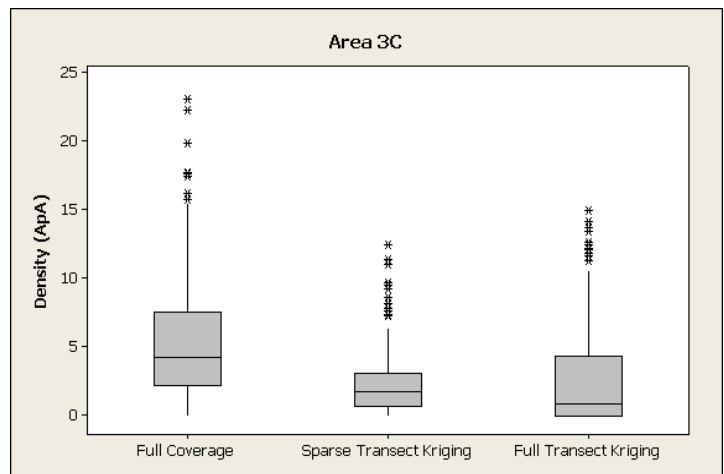 Area 3C
25
20
15
10
5
0
Density (ApA)
Full Coverage
Sparse Transect Kriging
Full Transect Kriging